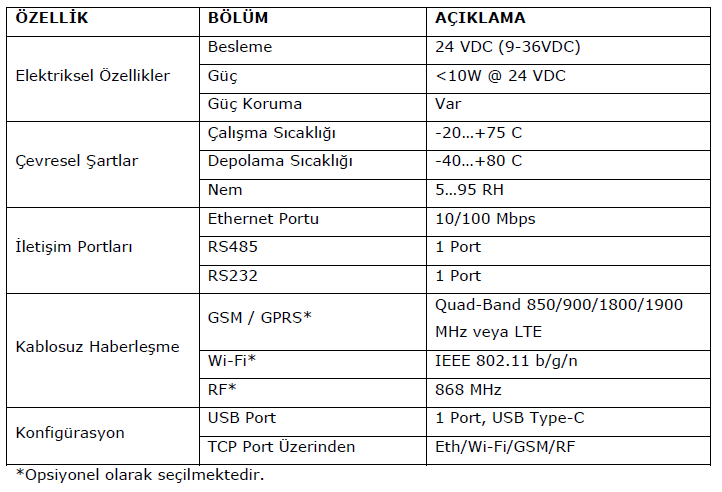 ÖZELLİK BÖLÜM AÇIKLAMA
Elektriksel Özellikler
Besleme 24 VDC (9-36VDC)
Güç <10W @ 24 VDC
Güç Koruma Var
Çevresel Şartlar
Çalışma Sıcaklığı -20…+75 C
Depolama Sıcaklığı -40…+80 C
Nem 5…95 RH
İletişim Portları
Ethernet Portu 10/100 Mbps
RS485 1 Port
RS232 1 Port
Kablosuz Haberleşme
GSM / GPRS* Quad-Band 850/900/1800/1900
MHz veya LTE
Wi-Fi* IEEE 802.11 b/g/n
RF* 868 MHz
Konfigürasyon
USB Port 1 Port, USB Type-C
TCP Port Üzerinden Eth/Wi-Fi/GSM/RF
*Opsiyonel olarak seçilmektedir.